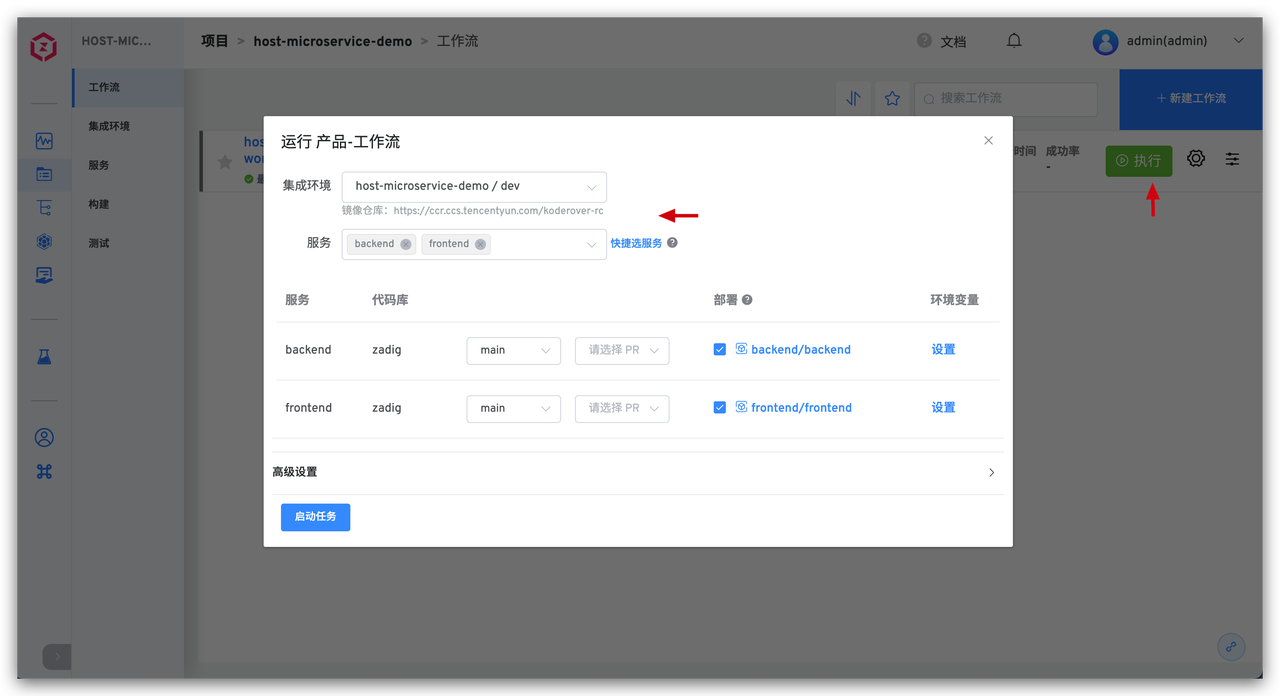 HOST-MIC...
项目 > host-microservice-demo > 工作流
文档
admin(admin)
工作流
集成环境
服务
构建
测试
搜索工作流
+ 新建工作流
时间 成功率
-
执行
运行 产品-工作流
集成环境
host-microservice-demo / dev
镜像仓库：https://ccr.ccs.tencentyun.com/koderover-rc
服务
backend
frontend
快捷选服务
服务 代码库 部署 环境变量
backend zadig main 请选择 PR backend/backend 设置
frontend zadig main 请选择 PR frontend/frontend 设置
高级设置
启动任务